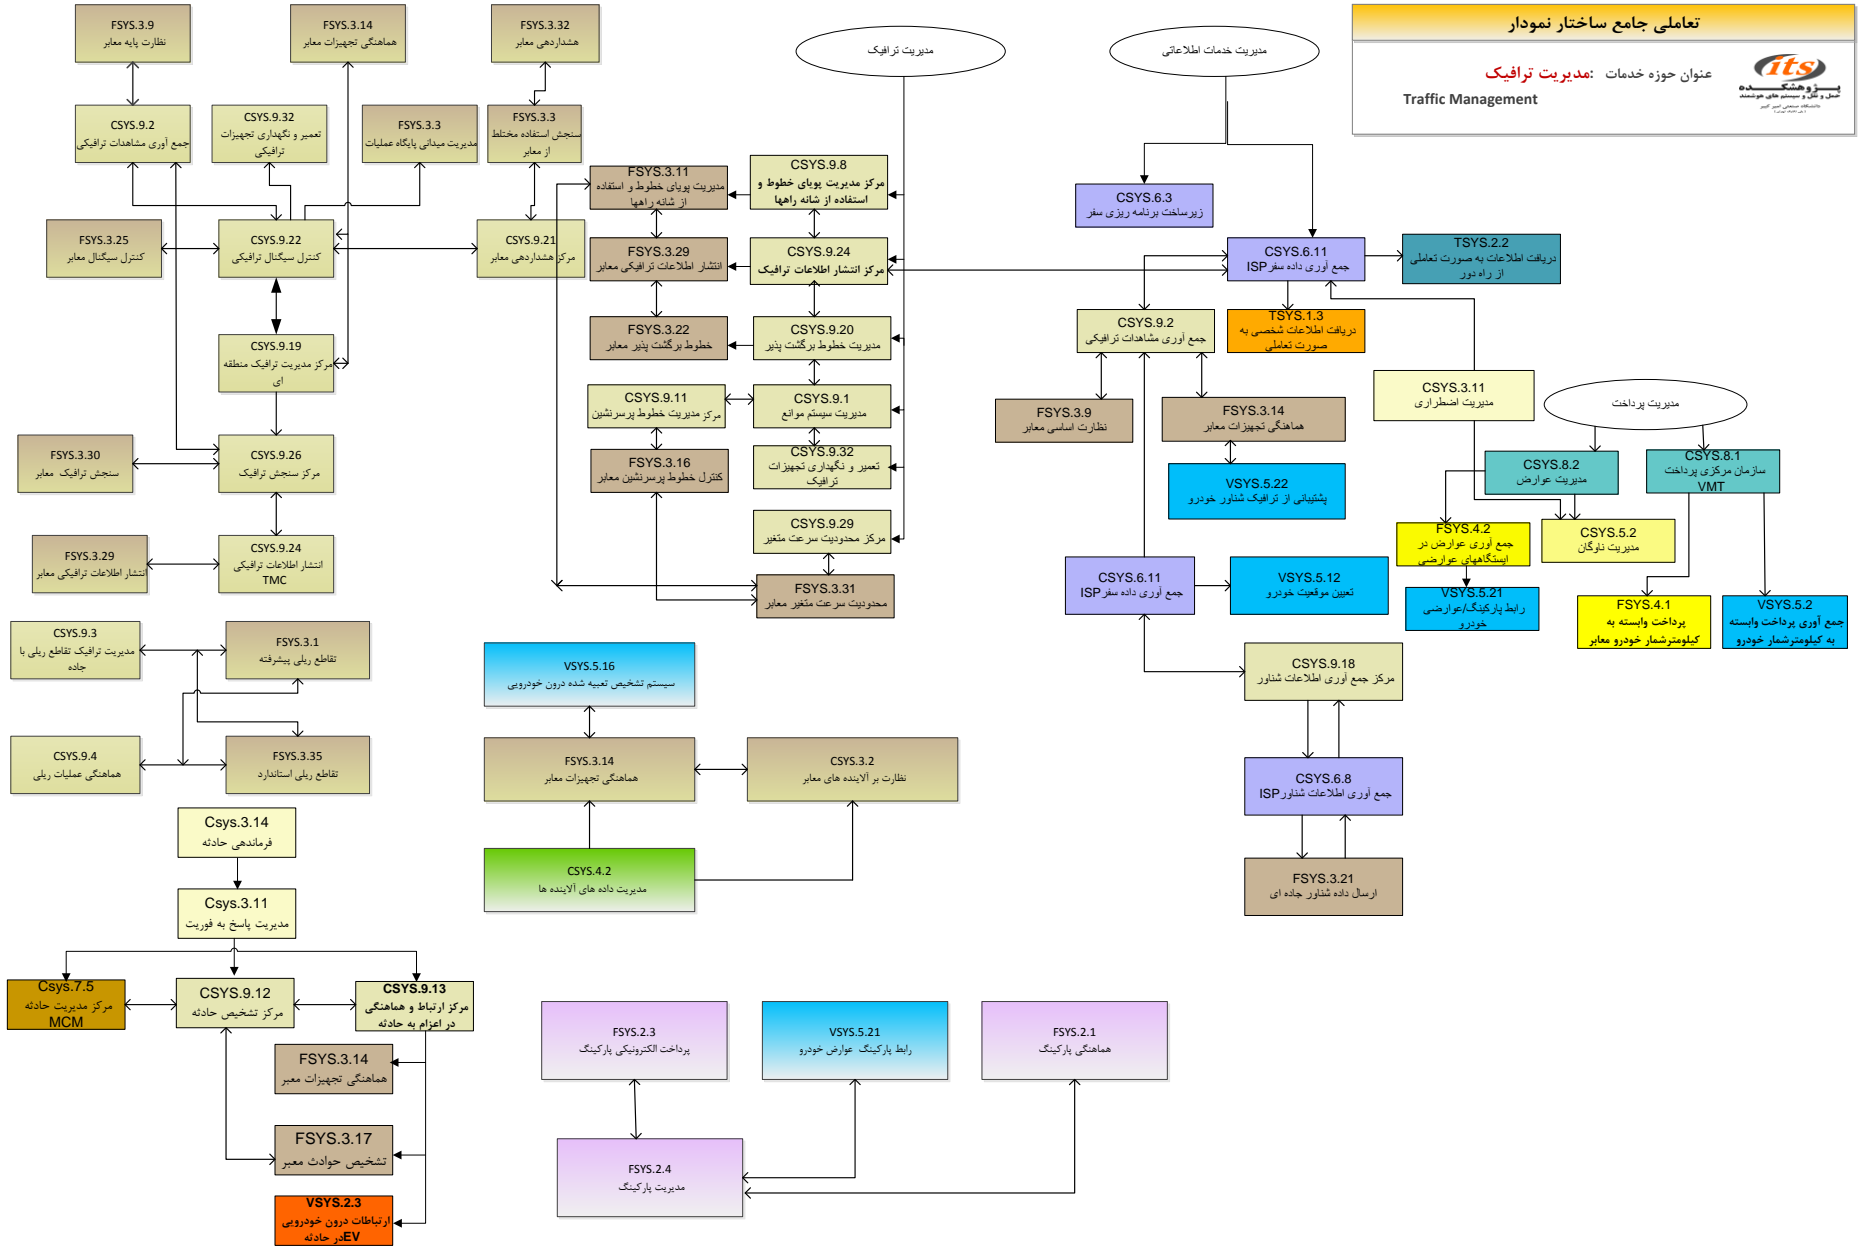 تعاملی جامع ساختار نمودار
عنوان حوزه خدمات :مدیریت ترافیک
Traffic Management
its
پــژوهشکــده
حمل و نقل و سیستم های هوشمند
دانشگاه صنعتی امیر کبیر
FSYS.3.9
نظارت پایه معابر
FSYS.3.14
هماهنگی تجهیزات معابر
FSYS.3.32
هشداردهی معابر
CSYS.9.2
جمع آوری مشاهدات ترافیکی
CSYS.9.32
تعمیر و نگهداری تجهیزات
ترافیکی
FSYS.3.3
مدیریت میدانی پایگاه عملیات
FSYS.3.3
سنجش استفاده مختلط
از معابر
FSYS.3.25
کنترل سیگنال معابر
CSYS.9.22
کنترل سیگنال ترافیکی
CSYS.9.21
مرکز هشداردهی معابر
CSYS.9.19
مرکز مدیریت ترافیک منطقه
ای
FSYS.3.30
سنجش ترافیک معابر
CSYS.9.26
مرکز سنجش ترافیک
FSYS.3.29
انتشار اطلاعات ترافیکی معابر
CSYS.9.24
انتشار اطلاعات ترافیکی
TMC
مدیریت ترافیک
FSYS.3.11
مدیریت پویای خطوط و استفاده
از شانه راهها
CSYS.9.8
مرکز مدیریت پویای خطوط و
استفاده از شانه راهها
FSYS.3.29
انتشار اطلاعات ترافیکی معابر
CSYS.9.24
مرکز انتشار اطلاعات ترافیک
FSYS.3.22
خطوط برگشت پذیر معابر
CSYS.9.20
مدیریت خطوط برگشت پذیر
CSYS.9.11
مرکز مدیریت خطوط پرسرنشین
CSYS.9.1
مدیریت سیستم موانع
FSYS.3.16
کنترل خطوط پرسرنشین معابر
CSYS.9.32
تعمیر و نگهداری تجهیزات
ترافیک
CSYS.9.29
مرکز محدودیت سرعت متغیر
FSYS.3.31
محدودیت سرعت متغیر معابر
مدیریت خدمات اطلاعاتی
CSYS.6.3
زیرساخت برنامه ریزی سفر
CSYS.6.11
جمع آوری داده سفرISP
TSYS.2.2
دریافت اطلاعات به صورت تعاملی
از راه دور
CSYS.9.2
جمع آوری مشاهدات ترافیکی
TSYS.1.3
دریافت اطلاعات شخصی به
صورت تعاملی
FSYS.3.9
نظارت اساسی معابر
FSYS.3.14
هماهنگی تجهیزات معابر
VSYS.5.22
پشتیبانی از ترافیک شناور خودرو
CSYS.3.11
مدیریت اضطراری
مدیریت پرداخت
CSYS.8.2
مدیریت عوارض
CSYS.8.1
سازمان مرکزی پرداخت
VMT
FSYS.4.2
جمع آوری عوارض در
ایستگاههای عوارضی
CSYS.5.2
مدیریت ناوگان
VSYS.5.21
رابط پارکینگ/عوارضی
خودرو
FSYS.4.1
پرداخت وابسته به
کیلومترشمار خودرو معابر
VSYS.5.2
جمع آوری پرداخت وابسته
به کیلومترشمار خودرو
CSYS.6.11
جمع آوری داده سفرISP
VSYS.5.12
تعیین موقعیت خودرو
CSYS.9.18
مرکز جمع آوری اطلاعات شناور
CSYS.6.8
جمع آوری اطلاعات شناورISP
FSYS.3.21
ارسال داده شناور جاده ای
CSYS.9.3
مدیریت ترافیک تقاطع ریلی با
جاده
FSYS.3.1
تقاطع ریلی پیشرفته
CSYS.9.4
هماهنگی عملیات ریلی
FSYS.3.35
تقاطع ریلی استاندارد
VSYS.5.16
سیستم تشخیص تعبیه شده درون خودرویی
FSYS.3.14
هماهنگی تجهیزات معابر
CSYS.3.2
نظارت بر آلاینده های معابر
CSYS.4.2
مدیریت داده های آلاینده ها
Csys.3.14
فرماندهی حادثه
Csys.3.11
مدیریت پاسخ به فوریت
Csys.7.5
مرکز مدیریت حادثه
MCM
CSYS.9.12
مرکز تشخیص حادثه
CSYS.9.13
مرکز ارتباط و هماهنگی
در اعزام به حادثه
FSYS.3.14
هماهنگی تجهیزات معبر
FSYS.3.17
تشخیص حوادث معبر
VSYS.2.3
ارتباطات درون خودرویی
EVدر حادثه
FSYS.2.3
پرداخت الکترونیکی پارکینگ
VSYS.5.21
رابط پارکینگ عوارض خودرو
FSYS.2.1
هماهنگی پارکینگ
FSYS.2.4
مدیریت پارکینگ